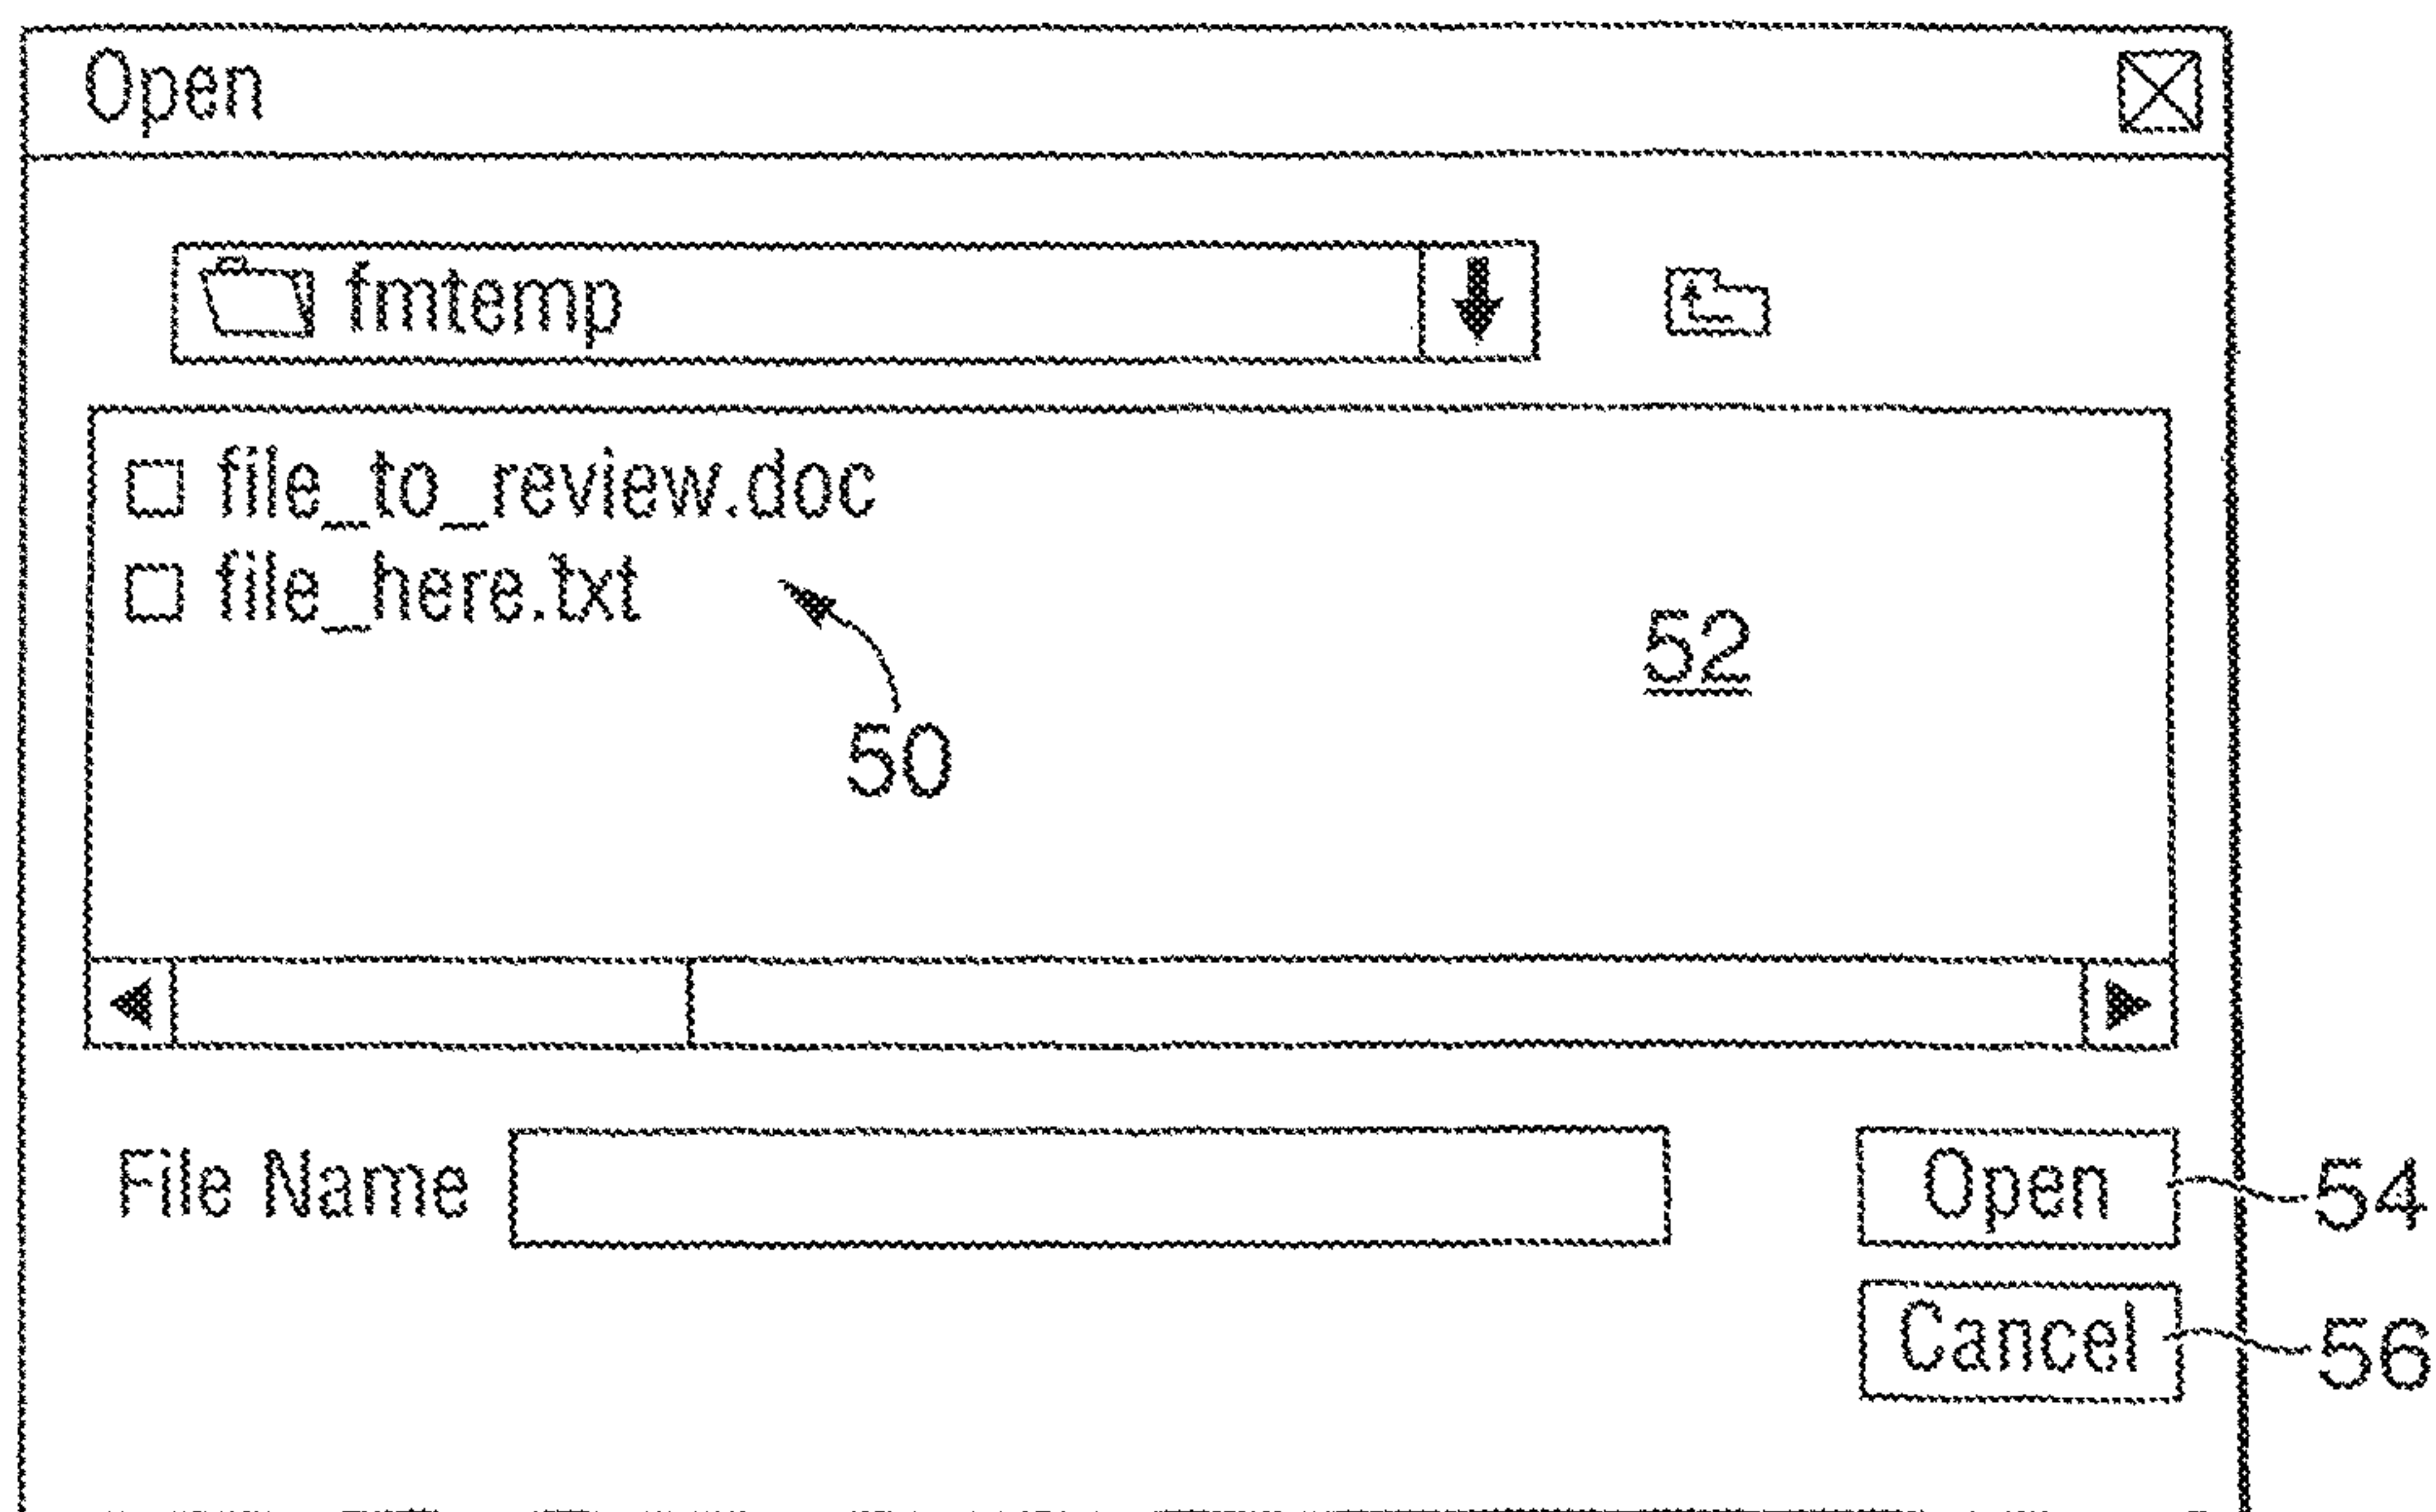 Open
fmtemp
file_to_review.doc
file_here.txt
52
50
File Name
Open
54
Cancel
56